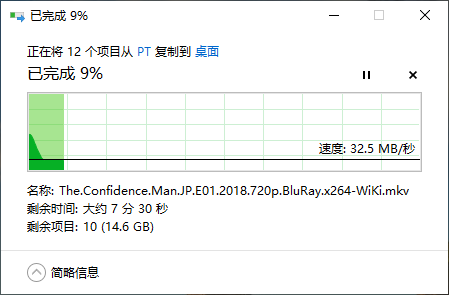 已完成 9%
正在将 12 个项目从 PT 复制到 桌面
已完成 9%
速度: 32.5 MB/秒
名称: The.Confidence.Man.JP.E01.2018.720p.BluRay.x264-WiKi.mkv
剩余时间: 大约 7 分 30 秒
剩余项目: 10 (14.6 GB)
简略信息